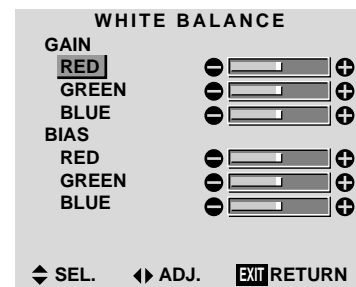 WHITE BALANCE
GAIN
RED
GREEN
BLUE
BIAS
RED
GREEN
BLUE
SEL. ADJ. EXIT RETURN